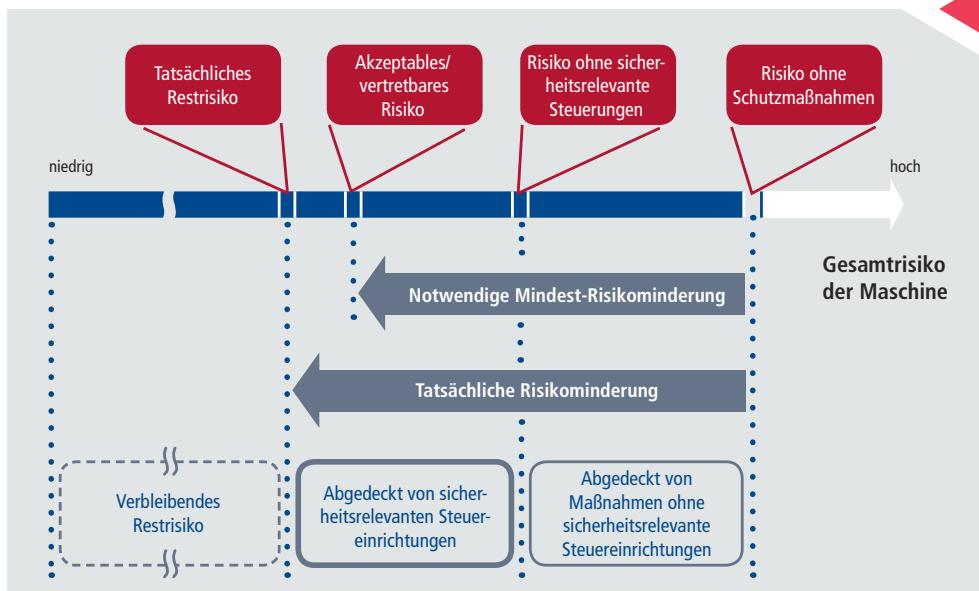 Tatsächliches
Restrisiko
Akzeptables/
vertretbares
Risiko
Risiko ohne sicher-
heitsrelevante
Steuerungen
Risiko ohne
Schutzmaßnahmen
niedrig
hoch
Gesamtrisiko
der Maschine
Notwendige Mindest-Risikominderung
Tatsächliche Risikominderung
Verbleibendes
Restrisiko
Abgedeckt von sicher-
heitsrelevanten Steuer-
einrichtungen
Abgedeckt von
Maßnahmen ohne
sicherheitsrelevante
Steuereinrichtungen